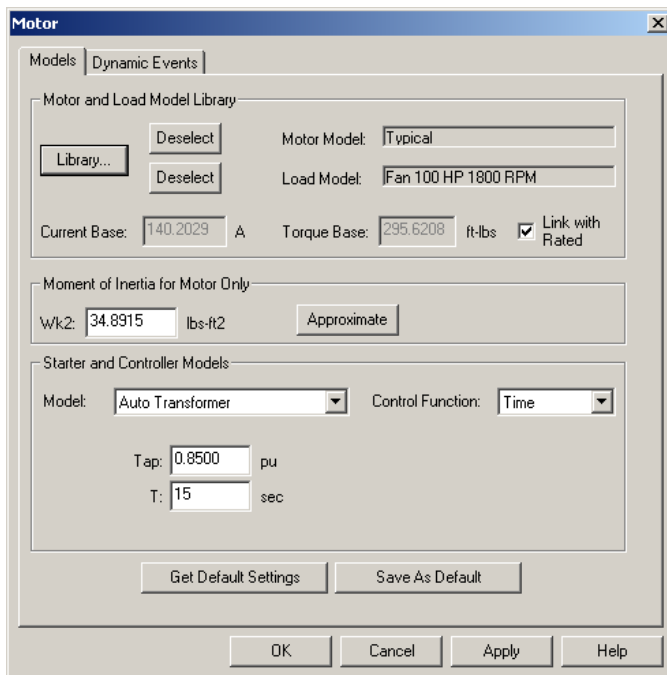 Motor
Models Dynamic Events
Motor and Load Model Library
Library...
Deselect
Motor Model: Typical
Deselect
Load Model: Fan 100 HP 1800 RPM
Current Base: 140.2029 A Torque Base: 295.6208 ft-lbs Link with Rated
Moment of Inertia for Motor Only
Wk2: 34.8915 lbs-ft2 Approximate
Starter and Controller Models
Model: Auto Transformer Control Function: Time
Tap: 0.8500 pu
T: 15 sec
Get Default Settings Save As Default
OK Cancel Apply Help